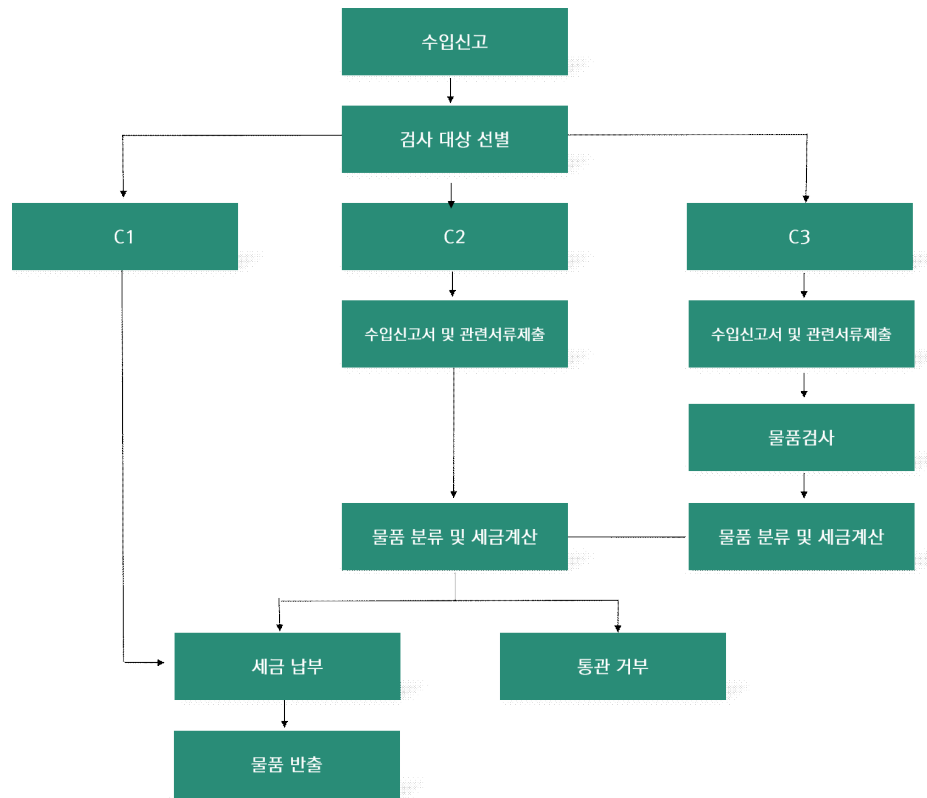 수입신고
검사 대상 선별
C1
C2
C3
수입신고서 및 관련서류제출
수입신고서 및 관련서류제출
물품검사
물품 분류 및 세금계산
물품 분류 및 세금계산
세금 납부
통관 거부
물품 반출